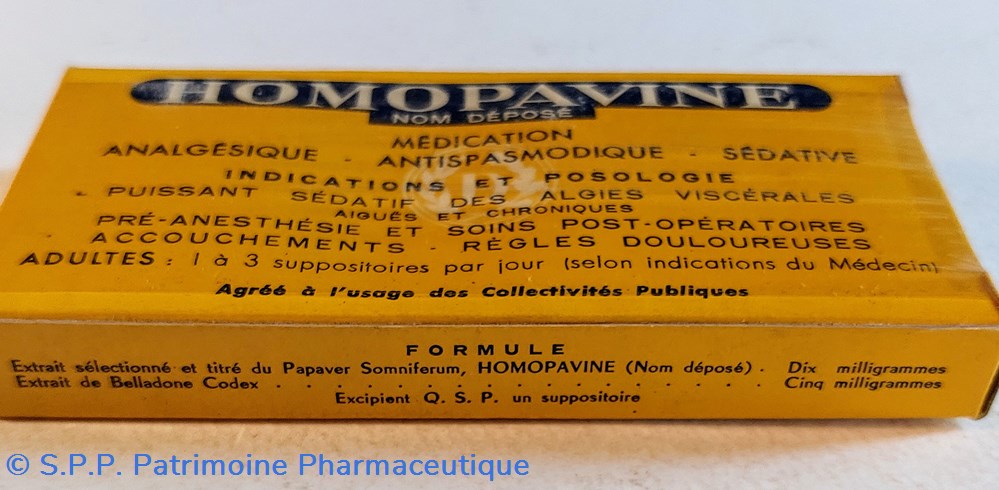 HOMOPAVINE
NOM DÉPOSÉ
MÉDICATION
ANALGÉSIQUE - ANTISPASMODIQUE - SÉDATIVE
INDICATIONS ET POSOLOGIE
PUISSANT SÉDATIF DES ALGIES VISCÉRALES
AIGUËS ET CHRONIQUES
PRÉ-ANESTHÉSIE ET SOINS POST-OPÉRATOIRES
ACCOUCHEMENTS - RÈGLES DOULOUREUSES
ADULTES : 1 à 3 suppositoires par jour (selon indications du Médecin)
Agréé à l'usage des Collectivités Publiques
FORMULE
Extrait sélectionné et titré du Papaver Somniferum, HOMOPAVINE (Nom déposé) . Dix milligrammes
Extrait de Belladone Codex . . . . . . . . . . . . . . . . . . . Cinq milligrammes
Excipient Q. S. P. un suppositoire
© S.P.P. Patrimoine Pharmaceutique